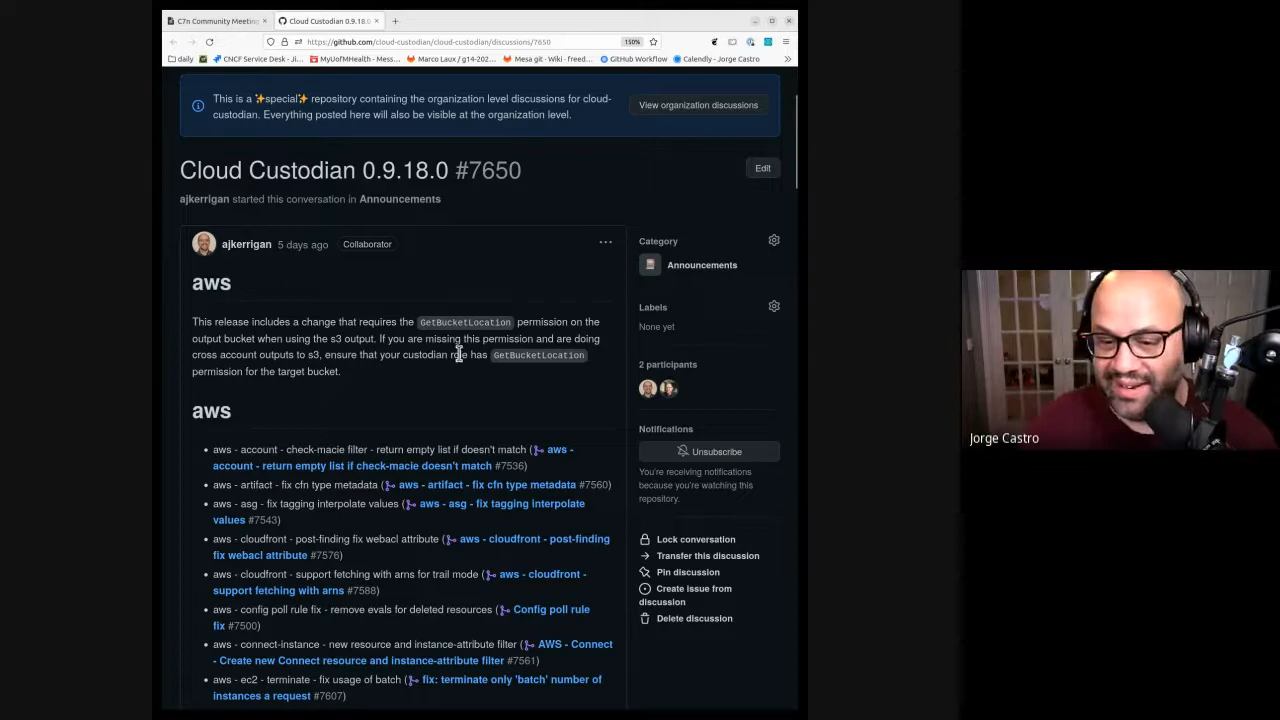 C7n Community Meeting
Cloud Custodian 0.9.18.0
https://github.com/cloud-custodian/cloud-custodian/discussions/7650
150%
daily
CNCF Service Desk - Ji...
MyUofMHealth - Mess...
Marco Laux / g14-202...
Mesa git · Wiki · freed...
GitHub Workflow
Calendly - Jorge Castro
This is a ✨special✨ repository containing the organization level discussions for cloud-
custodian. Everything posted here will also be visible at the organization level.
View organization discussions
Cloud Custodian 0.9.18.0 #7650
Edit
ajkerrigan started this conversation in Announcements
ajkerrigan 5 days ago Collaborator
aws
This release includes a change that requires the GetBucketLocation permission on the
output bucket when using the s3 output. If you are missing this permission and are doing
cross account outputs to s3, ensure that your custodian role has GetBucketLocation
permission for the target bucket.
aws
aws - account - check-macie filter - return empty list if doesn't match ( aws -
account - return empty list if check-macie doesn't match #7536)
aws - artifact - fix cfn type metadata ( aws - artifact - fix cfn type metadata #7560)
aws - asg - fix tagging interpolate values ( aws - asg - fix tagging interpolate
values #7543)
aws - cloudfront - post-finding fix webacl attribute ( aws - cloudfront - post-finding
fix webacl attribute #7576)
aws - cloudfront - support fetching with arns for trail mode ( aws - cloudfront -
support fetching with arns #7588)
aws - config poll rule fix - remove evals for deleted resources ( Config poll rule
fix #7500)
aws - connect-instance - new resource and instance-attribute filter ( AWS - Connect
- Create new Connect resource and instance-attribute filter #7561)
aws - ec2 - terminate - fix usage of batch ( fix: terminate only 'batch' number of
instances a request #7607)
Category
Announcements
Labels
None yet
2 participants
Notifications
Unsubscribe
You're receiving notifications
because you're watching this
repository.
Lock conversation
Transfer this discussion
Pin discussion
Create issue from
discussion
Delete discussion
Jorge Castro